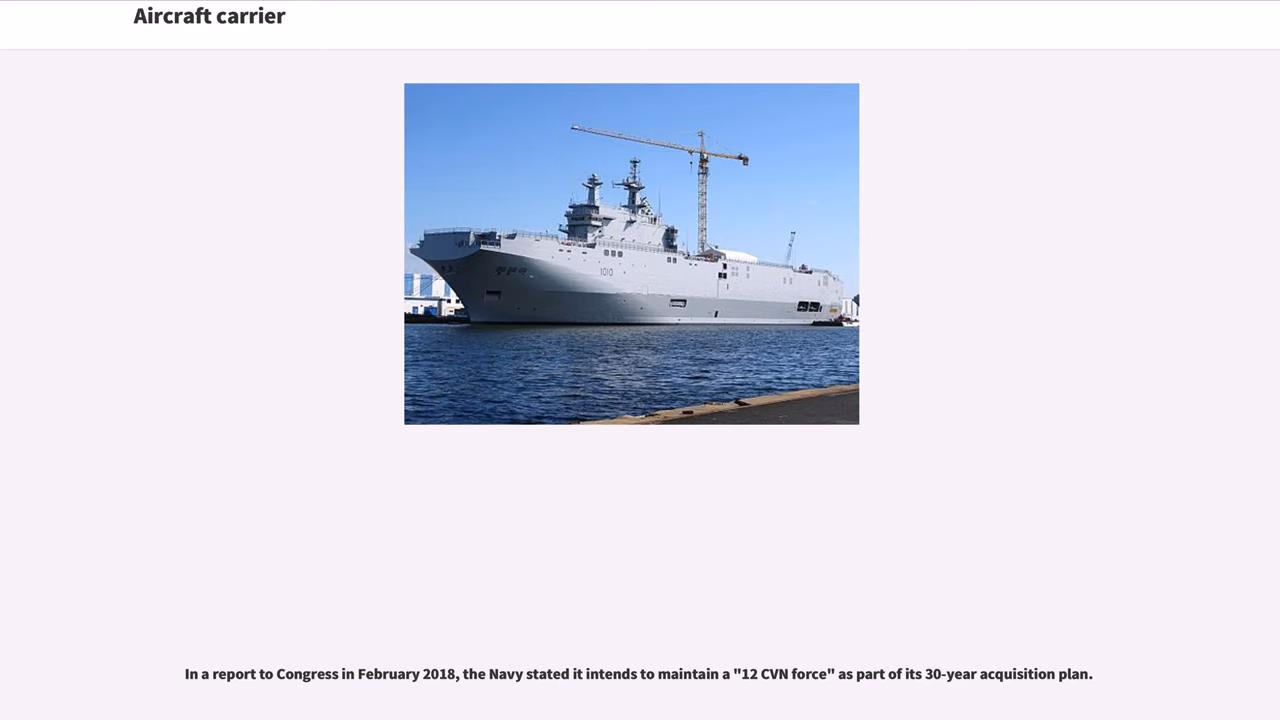 Aircraft carrier
1010
In a report to Congress in February 2018, the Navy stated it intends to maintain a "12 CVN force" as part of its 30-year acquisition plan.